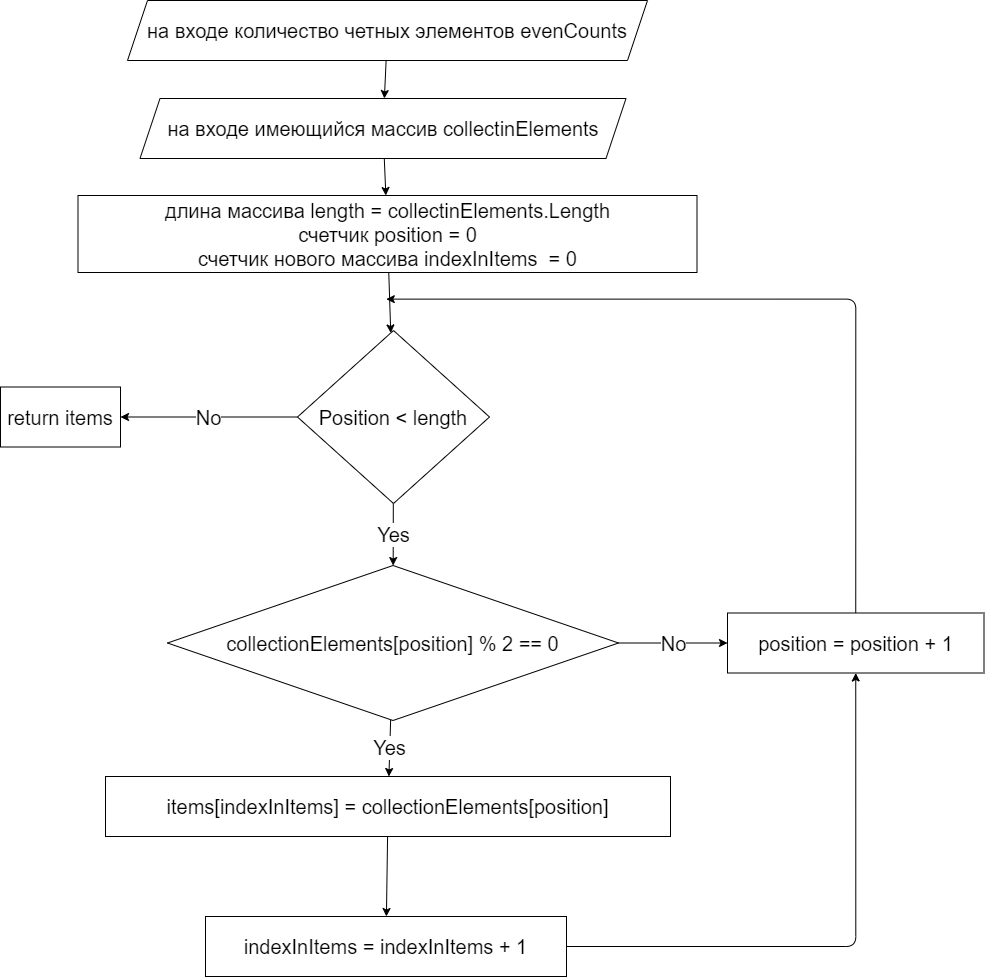 на входе количество четных элементов evenCounts
на входе имеющийся массив collectinElements
длина массива length = collectinElements.Length
счетчик position = 0
счетчик нового массива indexInItems = 0
Position < length
No
return items
Yes
collectionElements[position] % 2 == 0
No
position = position + 1
Yes
items[indexInItems] = collectionElements[position]
indexInItems = indexInItems + 1